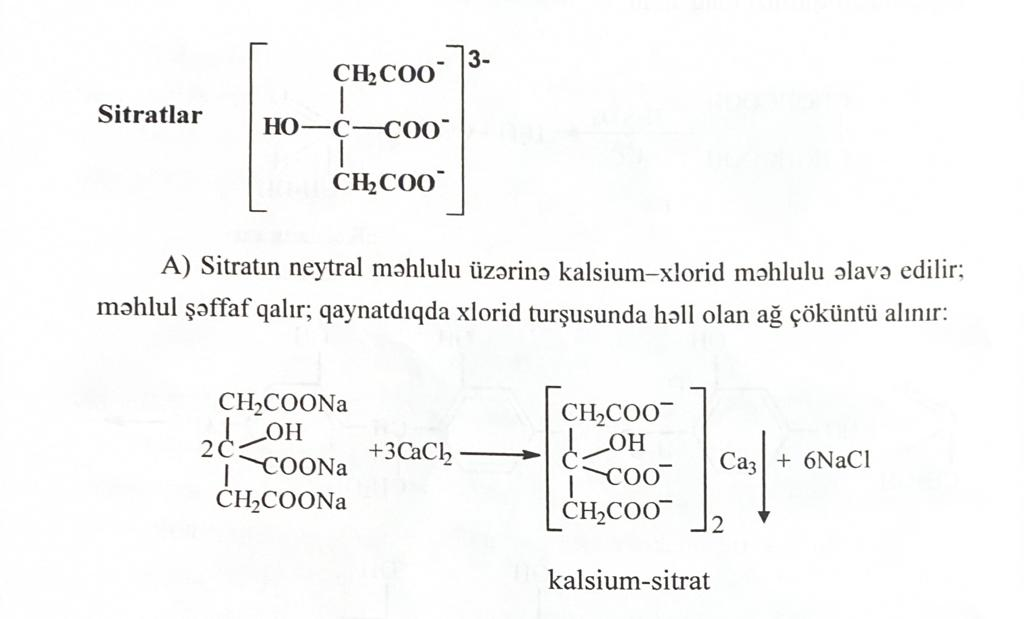 CH₂COO⁻ 3-
Sitratlar HO—C—COO⁻
CH₂COO⁻
A) Sitratın neytral məhlulu üzərinə kalsium–xlorid məhlulu əlavə edilir;
məhlul şəffaf qalır; qaynatdıqda xlorid turşusunda həll olan ağ çöküntü alınır:
CH₂COONa CH₂COO⁻
OH OH
2C +3CaCl₂ C Ca₃ + 6NaCl
COONa COO⁻
CH₂COONa CH₂COO⁻ 2
kalsium-sitrat